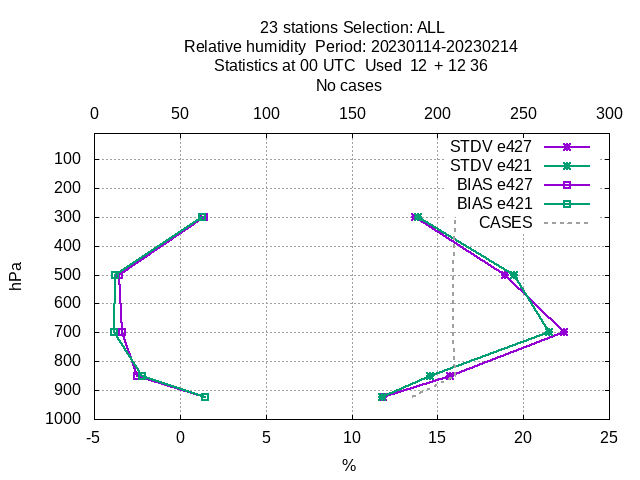 23 stations Selection: ALL
Relative humidity  Period: 20230114-20230214
Statistics at 00 UTC  Used  12 + 12 36
No cases
0 50 100 150 200 250 300
STDV e427
STDV e421
BIAS e427
BIAS e421
CASES
hPa
100
200
300
400
500
600
700
800
900
1000
-5 0 5 10 15 20 25
%